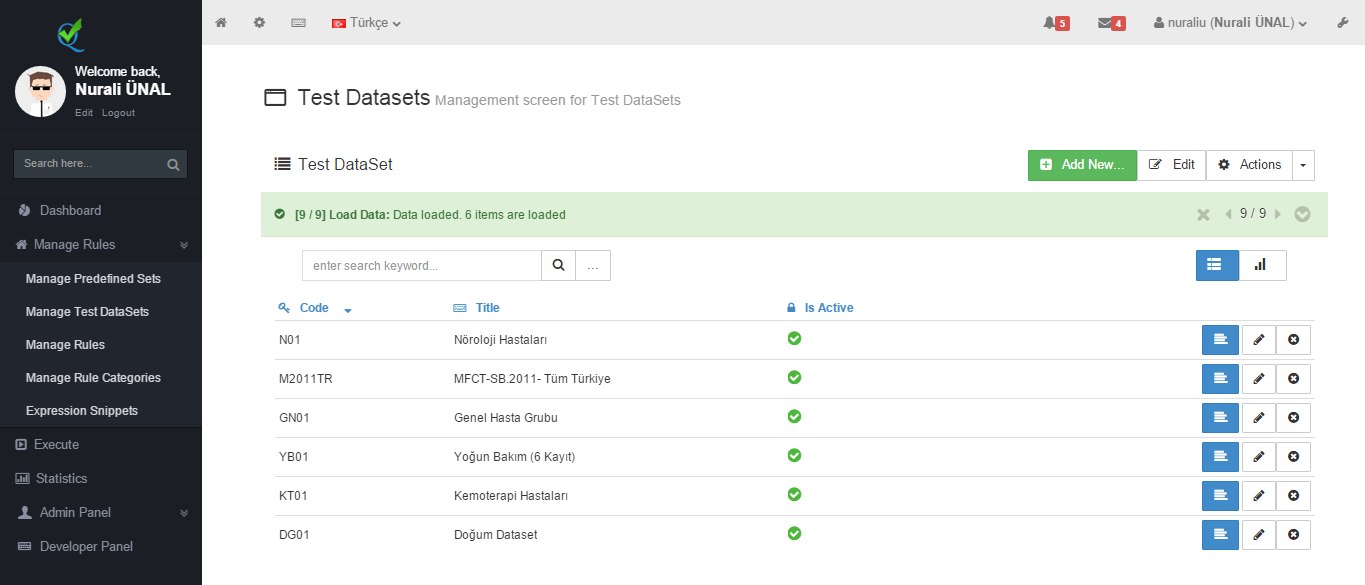 Türkçe
5
4
nuraliu (Nurali ÜNAL)
Welcome back,
Nurali ÜNAL
Edit Logout
Search here...
Dashboard
Manage Rules
Manage Predefined Sets
Manage Test DataSets
Manage Rules
Manage Rule Categories
Expression Snippets
Execute
Statistics
Admin Panel
Developer Panel
Test Datasets Management screen for Test DataSets
Test DataSet
Add New... Edit Actions
[9 / 9] Load Data: Data loaded. 6 items are loaded
9 / 9
enter search keyword...
...
Code Title Is Active
N01 Nöroloji Hastaları
M2011TR MFCT-SB.2011- Tüm Türkiye
GN01 Genel Hasta Grubu
YB01 Yoğun Bakım (6 Kayıt)
KT01 Kemoterapi Hastaları
DG01 Doğum Dataset